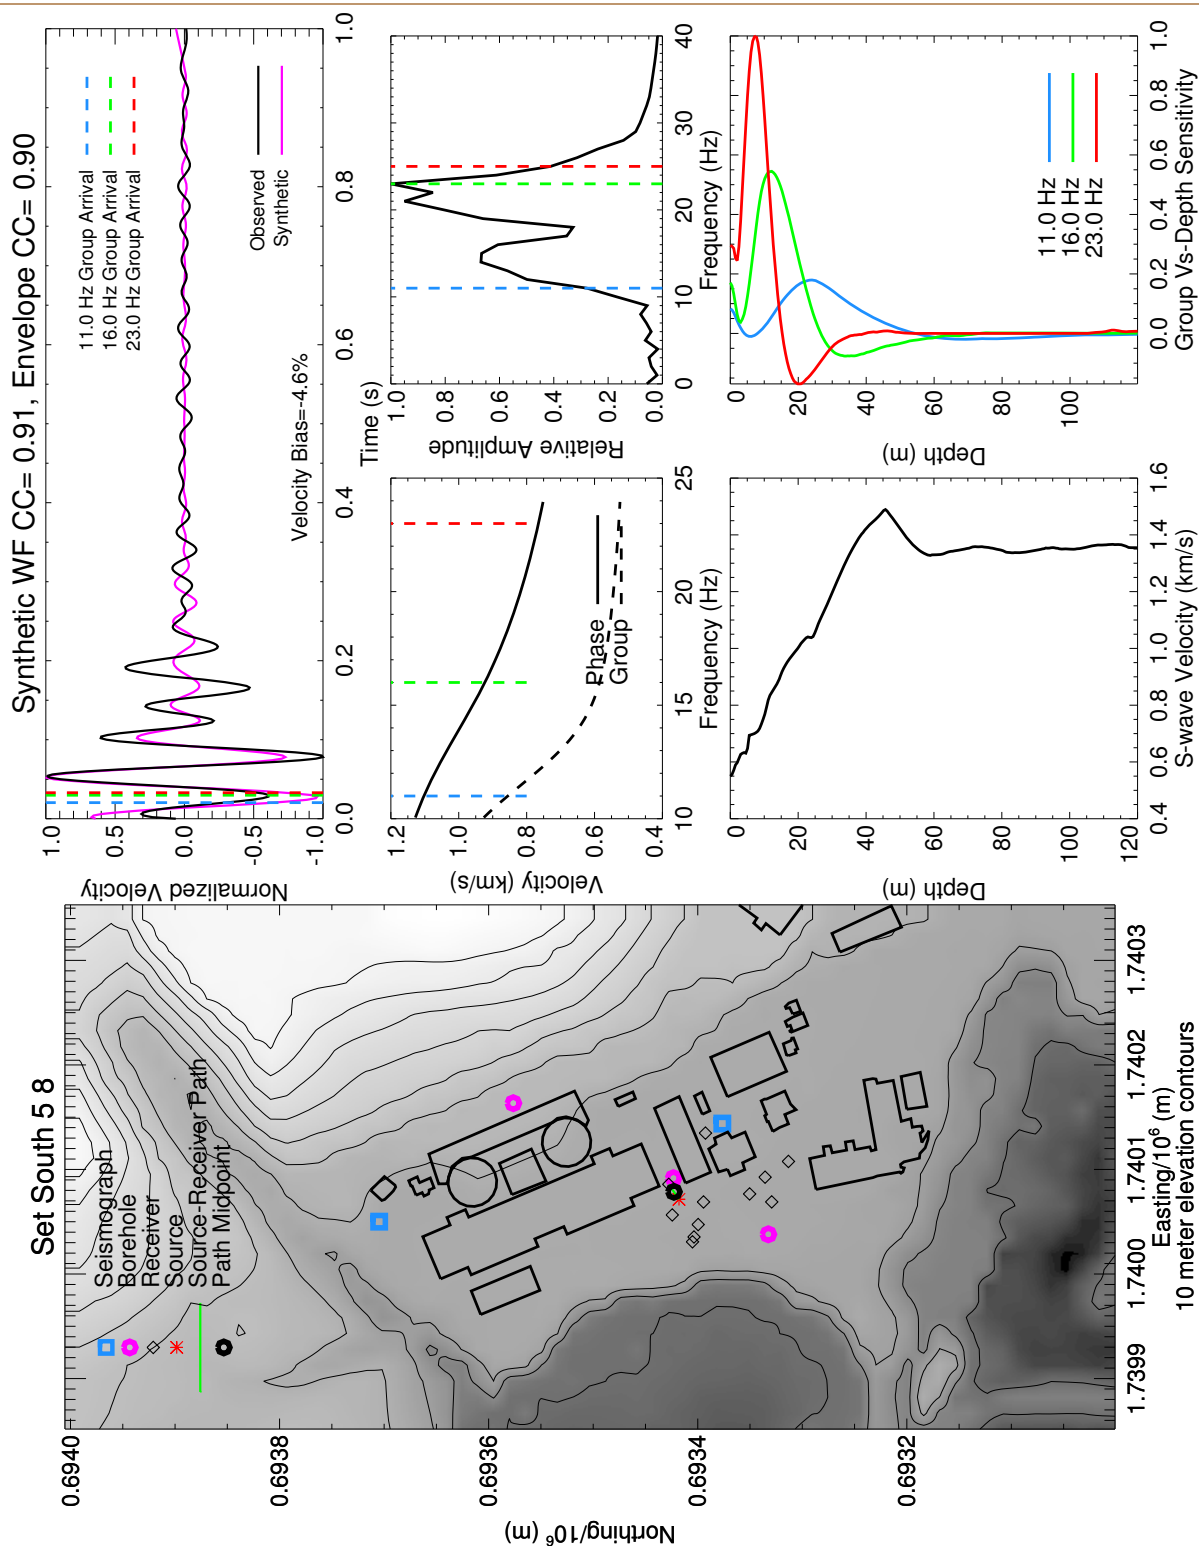 Set South 5 8
Seismograph
Borehole
Receiver
Source
Source-Receiver Path
Path Midpoint
0.6940
0.6938
0.6936
0.6934
0.6932
Northing/10⁶ (m)
1.7399
1.7400
1.7401
1.7402
1.7403
Easting/10⁶ (m)
10 meter elevation contours
Synthetic WF CC= 0.91, Envelope CC= 0.90
1.0
0.5
0.0
-0.5
-1.0
Normalized Velocity
11.0 Hz Group Arrival
16.0 Hz Group Arrival
23.0 Hz Group Arrival
Observed
Synthetic
Velocity Bias=-4.6%
0.0
0.2
0.4
0.6
0.8
1.0
Time (s)
1.2
1.0
0.8
0.6
0.4
Velocity (km/s)
Phase
Group
10
15
20
25
Frequency (Hz)
1.0
0.8
0.6
0.4
0.2
0.0
Relative Amplitude
0
10
20
30
40
Frequency (Hz)
0
20
40
60
80
100
120
Depth (m)
0.4
0.6
0.8
1.0
1.2
1.4
1.6
S-wave Velocity (km/s)
0
20
40
60
80
100
Depth (m)
11.0 Hz
16.0 Hz
23.0 Hz
0.0
0.2
0.4
0.6
0.8
1.0
Group Vs-Depth Sensitivity